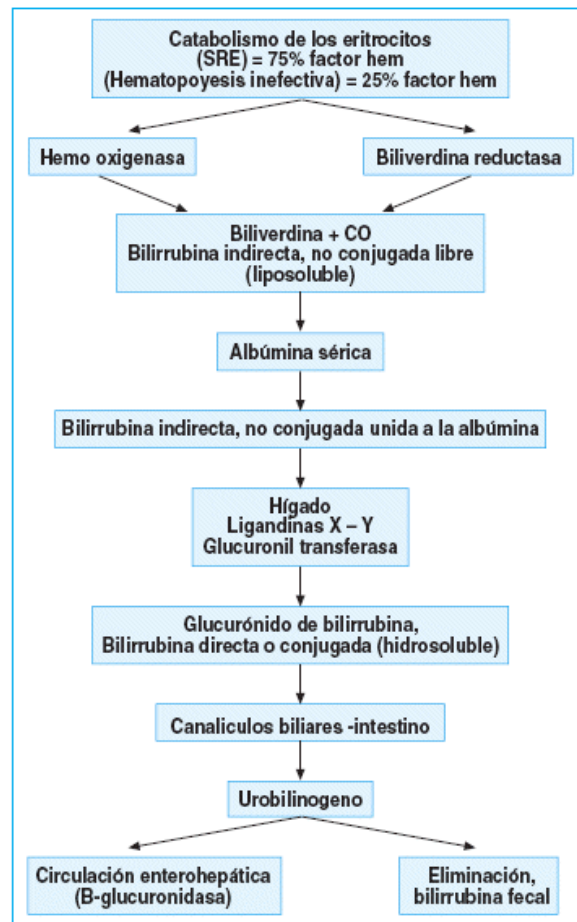 Catabolismo de los eritrocitos
(SRE) = 75% factor hem
(Hematopoyesis inefectiva) = 25% factor hem
Hemo oxigenasa
Biliverdina reductasa
Biliverdina + CO
Bilirrubina indirecta, no conjugada libre
(liposoluble)
Albúmina sérica
Bilirrubina indirecta, no conjugada unida a la albúmina
Hígado
Ligandinas X – Y
Glucuronil transferasa
Glucurónido de bilirrubina,
Bilirrubina directa o conjugada (hidrosoluble)
Canaliculos biliares -intestino
Urobilinogeno
Circulación enterohepática
(B-glucuronidasa)
Eliminación,
bilirrubina fecal